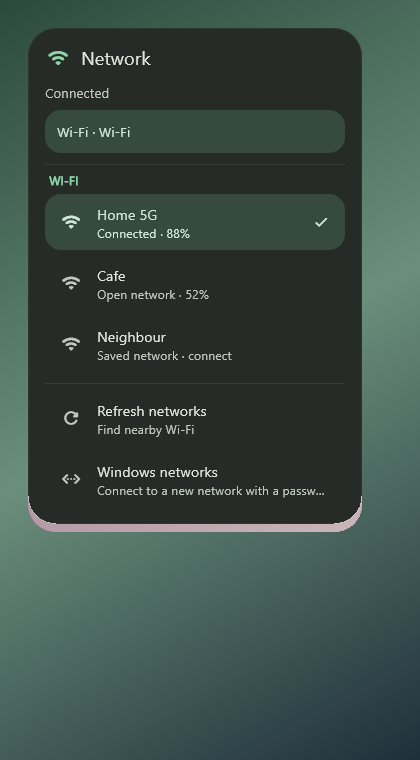 Network
Connected
Wi-Fi · Wi-Fi
WI-FI
Home 5G
Connected · 88%
Cafe
Open network · 52%
Neighbour
Saved network · connect
Refresh networks
Find nearby Wi-Fi
Windows networks
Connect to a new network with a passw...